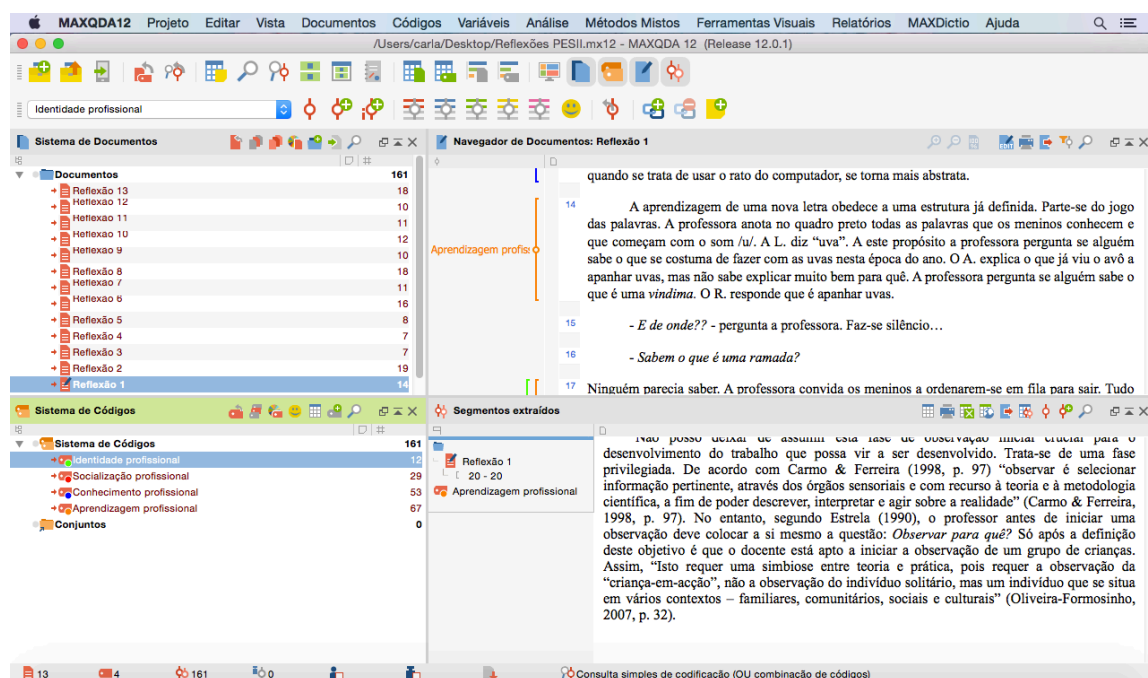 MAXQDA12 Projeto Editar Vista Documentos Códigos Variáveis Análise Métodos Mistos Ferramentas Visuais Relatórios MAXDictio Ajuda
/Users/carla/Desktop/Reflexões PESII.mx12 - MAXQDA 12 (Release 12.0.1)
Identidade profissional
Sistema de Documentos
Documentos 161
Reflexão 13 18
Reflexão 12 10
Reflexão 11 11
Reflexão 10 12
Reflexão 9 10
Reflexão 8 18
Reflexão 7 11
Reflexão 6 16
Reflexão 5 8
Reflexão 4 7
Reflexão 3 7
Reflexão 2 19
Reflexão 1 14
Navegador de Documentos: Reflexão 1
quando se trata de usar o rato do computador, se torna mais abstrata.
14 A aprendizagem de uma nova letra obedece a uma estrutura já definida. Parte-se do jogo
das palavras. A professora anota no quadro preto todas as palavras que os meninos conhecem e
que começam com o som /u/. A L. diz “uva”. A este propósito a professora pergunta se alguém
Aprendizagem profiss
sabe o que se costuma de fazer com as uvas nesta época do ano. O A. explica o que já viu o avô a
apanhar uvas, mas não sabe explicar muito bem para quê. A professora pergunta se alguém sabe o
que é uma vindima. O R. responde que é apanhar uvas.
15 - E de onde?? - pergunta a professora. Faz-se silêncio…
16 - Sabem o que é uma ramada?
17 Ninguém parecia saber. A professora convida os meninos a ordenarem-se em fila para sair. Tudo
Sistema de Códigos
Sistema de Códigos 161
Identidade profissional 12
Socialização profissional 29
Conhecimento profissional 53
Aprendizagem profissional 67
Conjuntos 0
Segmentos extraídos
Reflexão 1
20 - 20
Aprendizagem profissional
Não posso deixar de assumir esta fase de observação inicial crucial para o
desenvolvimento do trabalho que possa vir a ser desenvolvido. Trata-se de uma fase
privilegiada. De acordo com Carmo & Ferreira (1998, p. 97) “observar é selecionar
informação pertinente, através dos órgãos sensoriais e com recurso à teoria e à metodologia
científica, a fim de poder descrever, interpretar e agir sobre a realidade” (Carmo & Ferreira,
1998, p. 97). No entanto, segundo Estrela (1990), o professor antes de iniciar uma
observação deve colocar a si mesmo a questão: Observar para quê? Só após a definição
deste objetivo é que o docente está apto a iniciar a observação de um grupo de crianças.
Assim, “Isto requer uma simbiose entre teoria e prática, pois requer a observação da
“criança-em-acção”, não a observação do indivíduo solitário, mas um indivíduo que se situa
em vários contextos – familiares, comunitários, sociais e culturais” (Oliveira-Formosinho,
2007, p. 32).
13 4 161 0 Consulta simples de codificação (OU combinação de códigos)